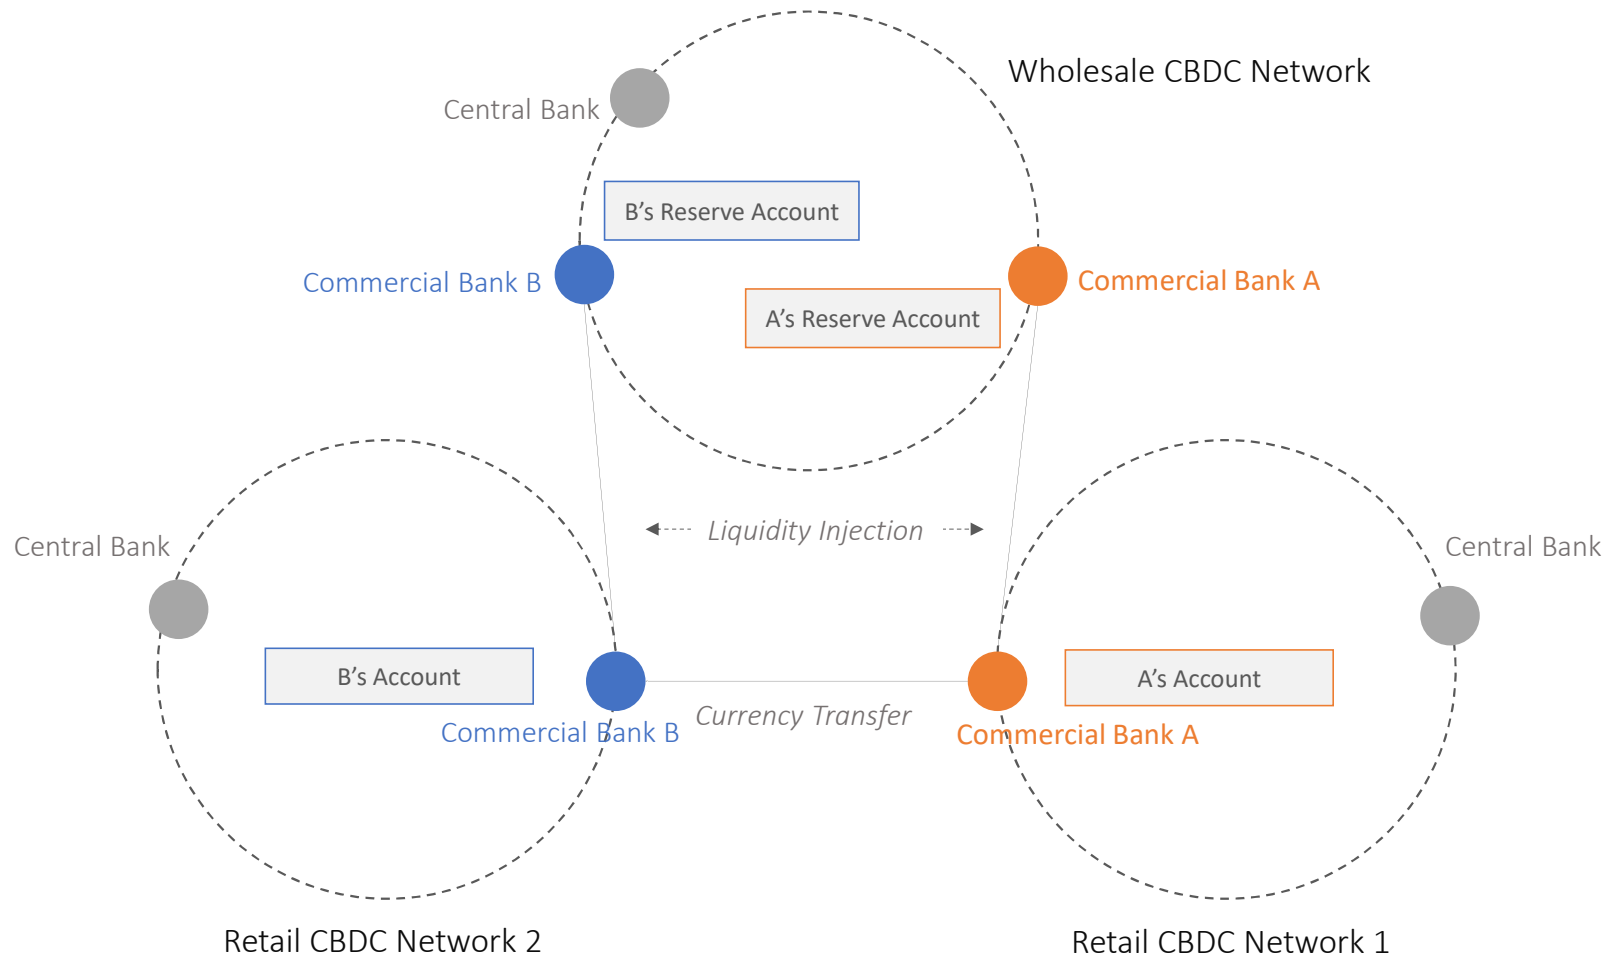 Wholesale CBDC Network
Central Bank
B’s Reserve Account
Commercial Bank B
Commercial Bank A
A’s Reserve Account
Liquidity Injection
Central Bank
Central Bank
B’s Account
A’s Account
Currency Transfer
Commercial Bank B
Commercial Bank A
Retail CBDC Network 2
Retail CBDC Network 1